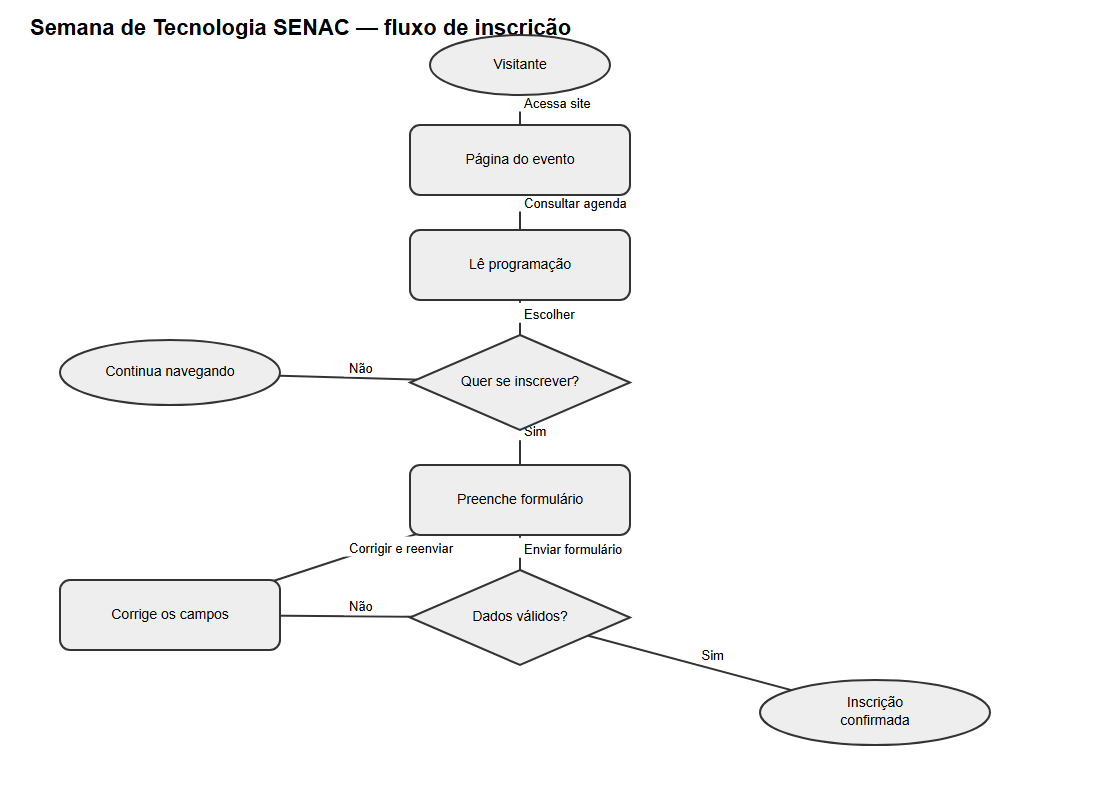 Semana de Tecnologia SENAC — fluxo de inscrição
Visitante
Acessa site
Página do evento
Consultar agenda
Lê programação
Escolher
Continua navegando
Não
Quer se inscrever?
Sim
Preenche formulário
Corrigir e reenviar
Enviar formulário
Corrige os campos
Não
Dados válidos?
Sim
Inscrição
confirmada